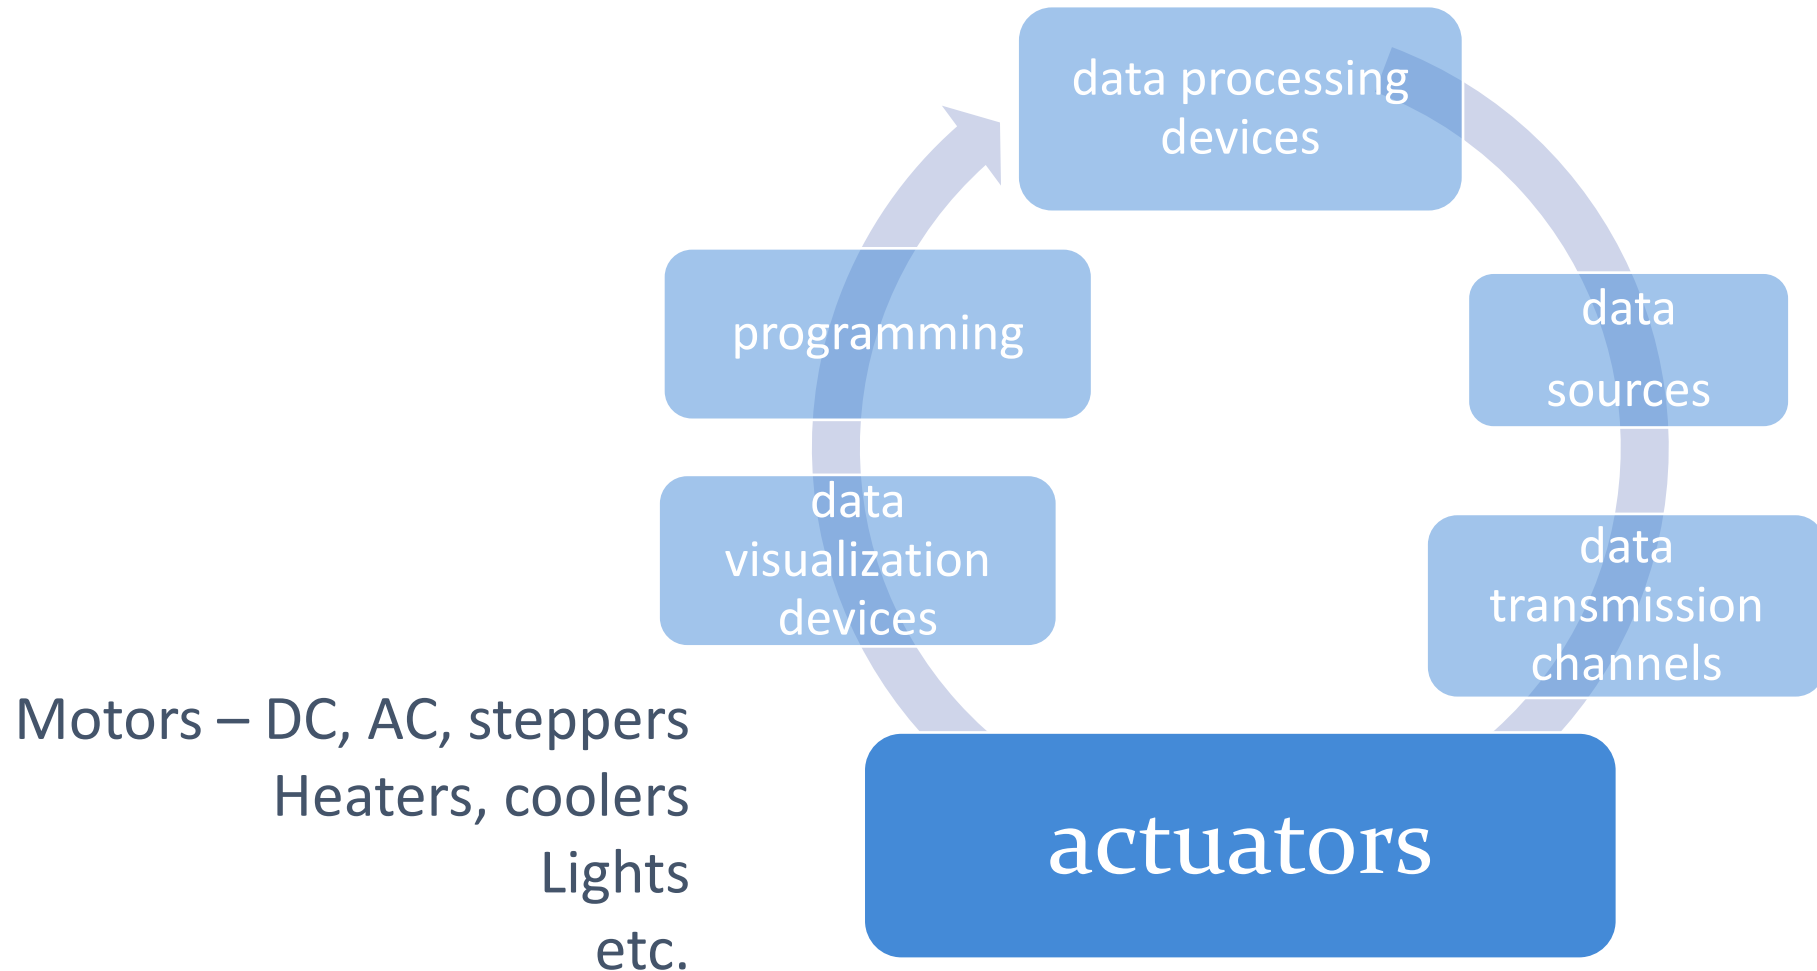 data processing
devices
programming
data
sources
data
visualization
devices
data
transmission
channels
Motors – DC, AC, steppers
Heaters, coolers
Lights
etc.
actuators